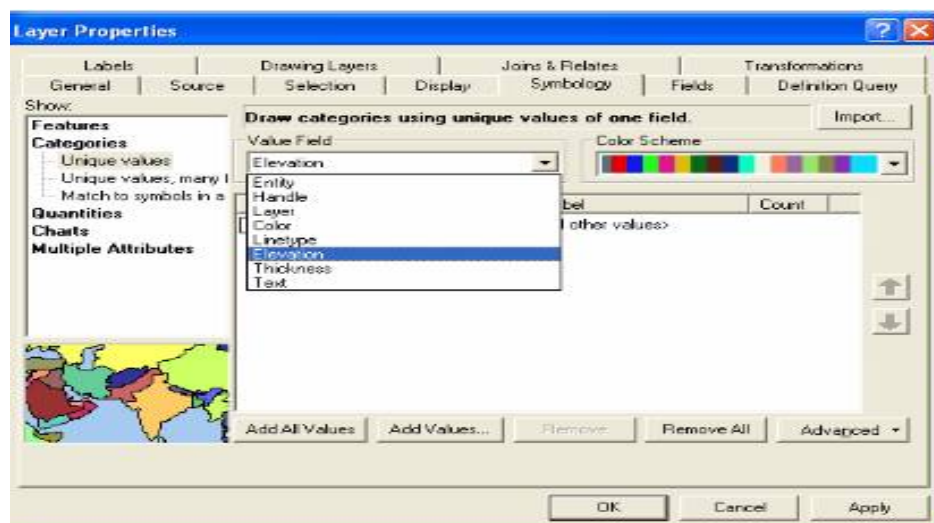 Layer Properties
Labels Drawing Layers Joins & Relates Transformations
General Source Selection Display Symbology Fields Definition Query
Show:
Features
Categories
Unique values
Unique values, many f
Match to symbols in a
Quantities
Charts
Multiple Attributes
Draw categories using unique values of one field.
Import...
Value Field
Color Scheme
Elevation
Entity
Handle
Layer
Color
Linetype
Elevation
Thickness
Text
bel Count
other values>
Add All Values Add Values... Remove Remove All Advanced
OK Cancel Apply